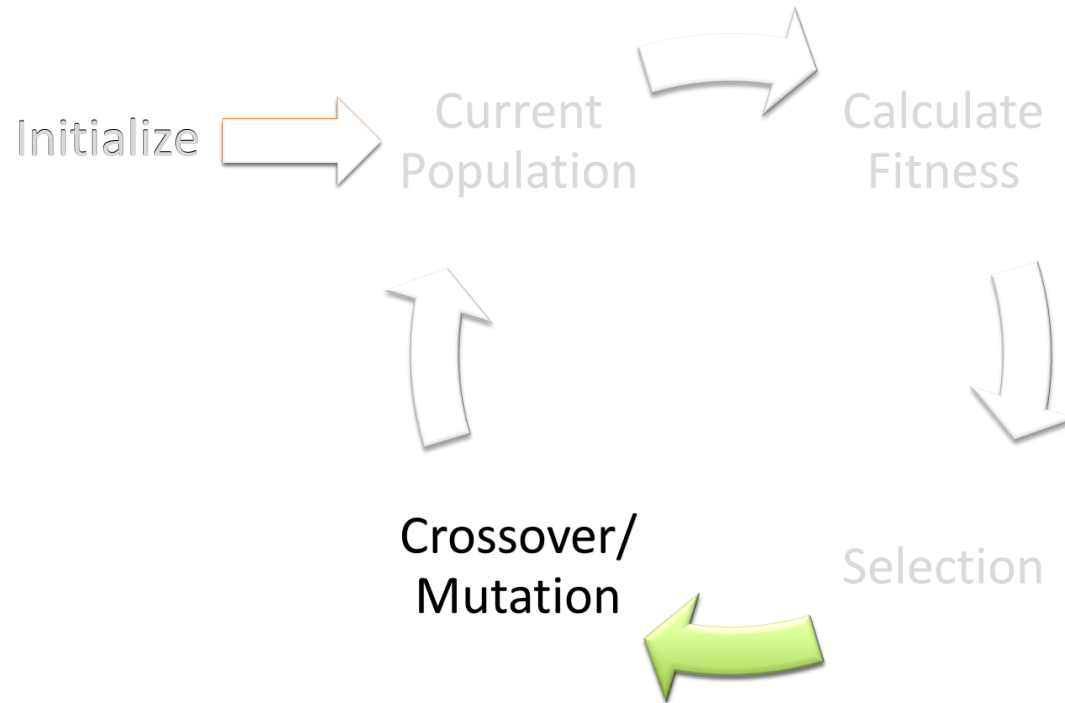 Initialize
Current
Population
Calculate
Fitness
Crossover/
Mutation
Selection